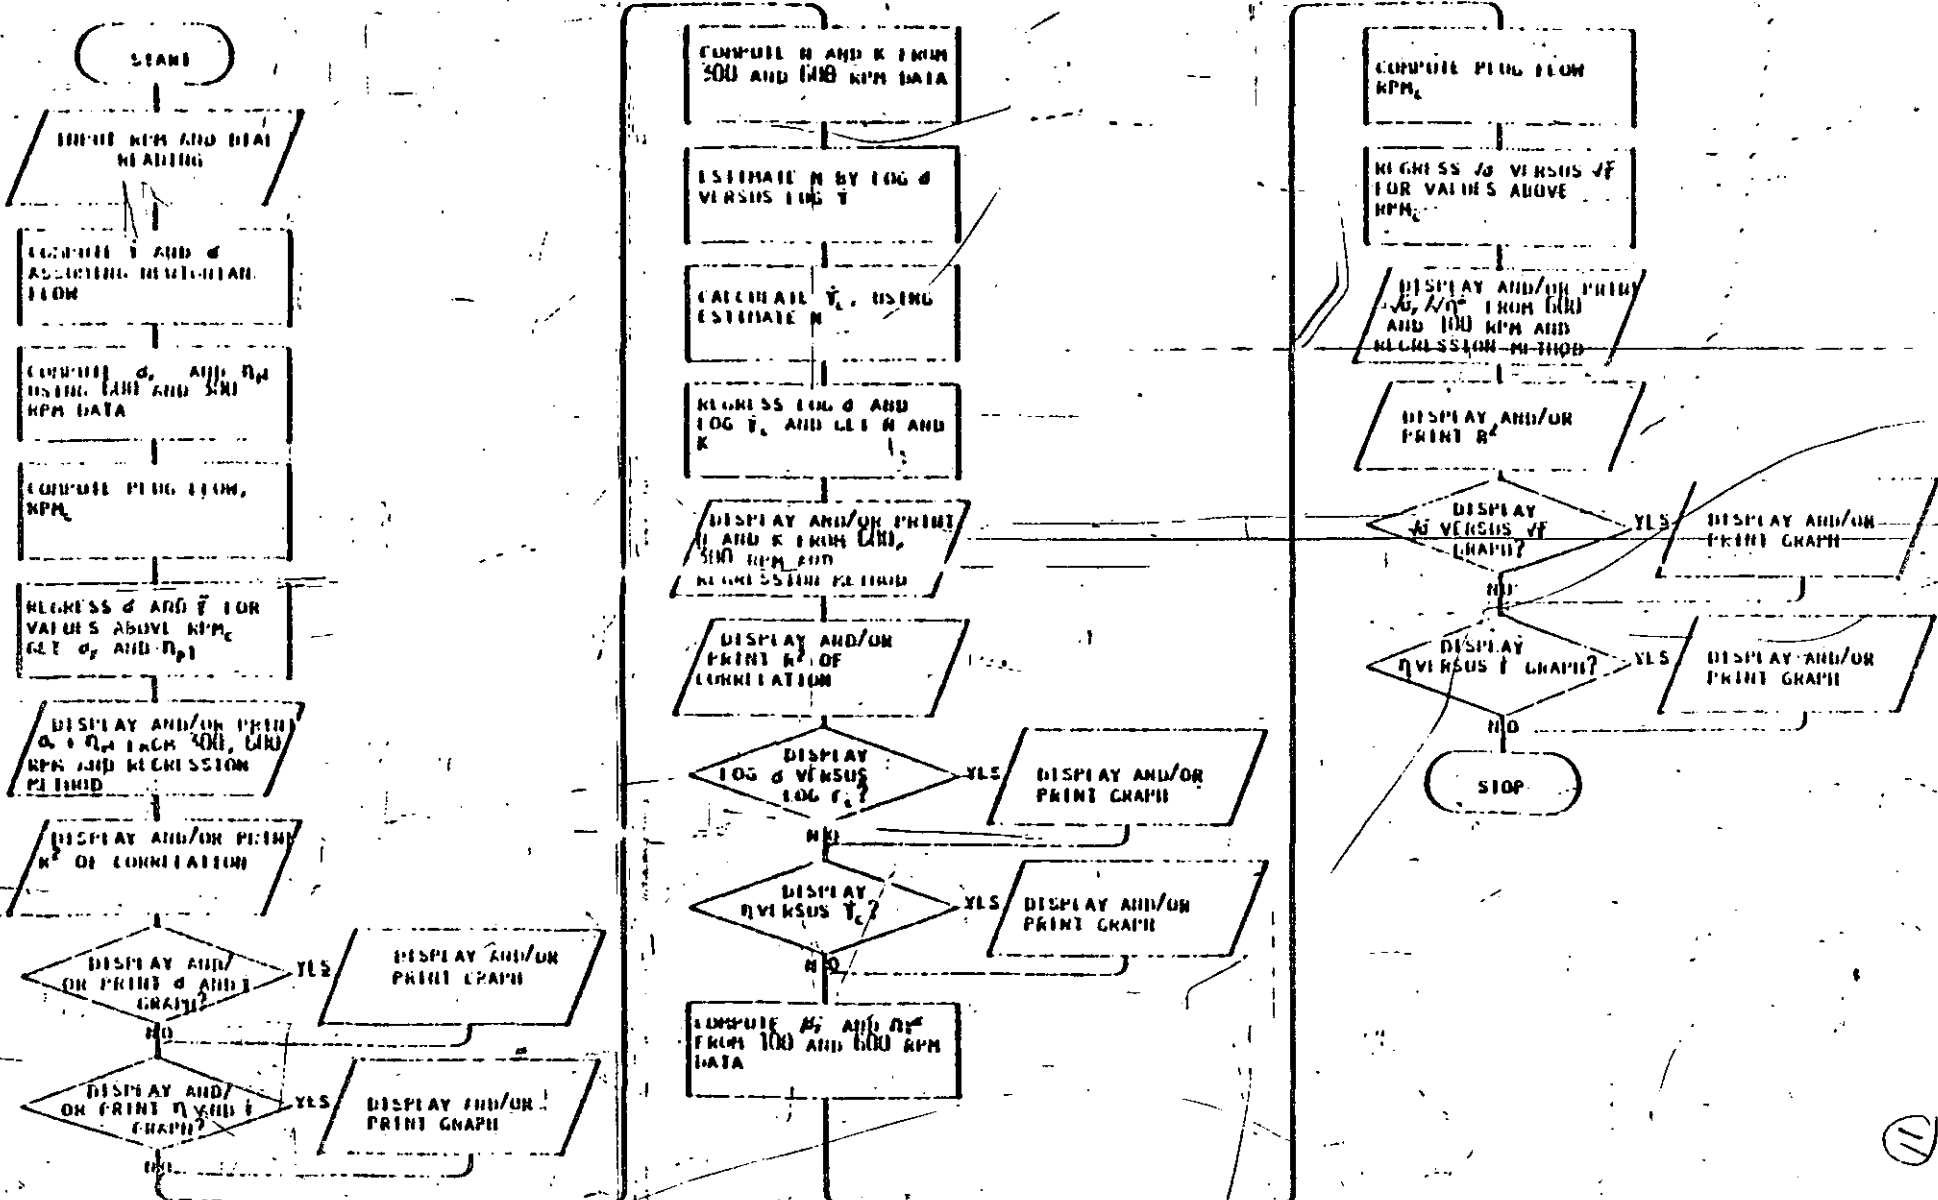 START
INPUT RPM AND DIAL
READING
COMPUTE γ̇ AND σ
ASSUMING NEWTONIAN
FLOW
COMPUTE σ, AND ηpl
USING 600 AND 300
RPM DATA
COMPUTE PLUG FLOW,
RPMc
REGRESS σ AND γ̇ FOR
VALUES ABOVE RPMc
GET σy AND ηpl
DISPLAY AND/OR PRINT
FROM 300, 600
RPM AND REGRESSION
METHOD
DISPLAY AND/OR PRINT
R² OF CORRELATION
DISPLAY AND/
OR PRINT σ AND γ̇
GRAPH?
YES
DISPLAY AND/OR
PRINT GRAPH
NO
DISPLAY AND/
OR PRINT η AND γ̇
GRAPH?
YES
DISPLAY AND/OR
PRINT GRAPH
NO
COMPUTE N AND K FROM
300 AND 600 RPM DATA
ESTIMATE N BY LOG σ
VERSUS LOG γ̇
CALCULATE γ̇c, USING
ESTIMATE N
REGRESS LOG σ AND
LOG γ̇c AND GET N AND
K
DISPLAY AND/OR PRINT
AND K FROM 600,
300 RPM AND
REGRESSION METHOD
DISPLAY AND/OR
PRINT R² OF
CORRELATION
DISPLAY
LOG σ VERSUS
LOG γ̇c?
YES
DISPLAY AND/OR
PRINT GRAPH
NO
DISPLAY
η VERSUS γ̇c?
YES
DISPLAY AND/OR
PRINT GRAPH
NO
COMPUTE AND
FROM 100 AND 600 RPM
DATA
COMPUTE PLUG FLOW
RPMc
REGRESS √σ VERSUS √γ̇
FOR VALUES ABOVE
RPMc
DISPLAY AND/OR PRINT
FROM 600
AND 100 RPM AND
REGRESSION METHOD
DISPLAY AND/OR
PRINT R²
DISPLAY
√σ VERSUS √γ̇
GRAPH?
YES
DISPLAY AND/OR
PRINT GRAPH
NO
DISPLAY
η VERSUS γ̇ GRAPH?
YES
DISPLAY AND/OR
PRINT GRAPH
NO
STOP
11